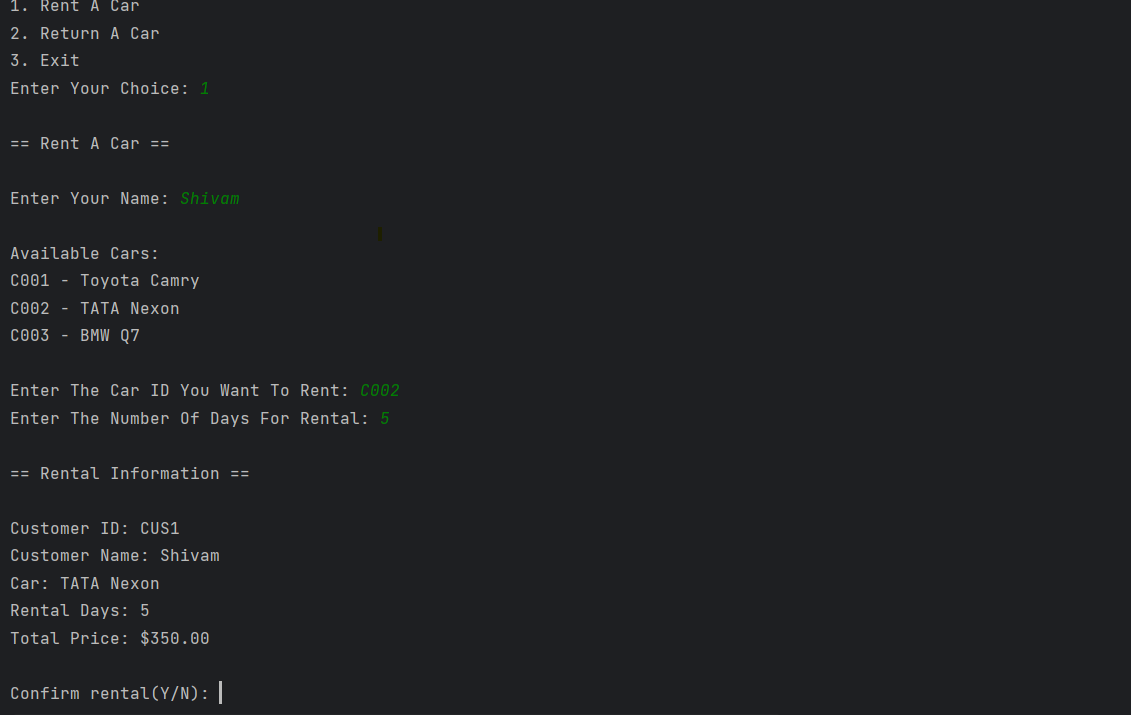 1. Rent A Car
2. Return A Car
3. Exit
Enter Your Choice: 1
== Rent A Car ==
Enter Your Name: Shivam
Available Cars:
C001 - Toyota Camry
C002 - TATA Nexon
C003 - BMW Q7
Enter The Car ID You Want To Rent: C002
Enter The Number Of Days For Rental: 5
== Rental Information ==
Customer ID: CUS1
Customer Name: Shivam
Car: TATA Nexon
Rental Days: 5
Total Price: $350.00
Confirm rental(Y/N):